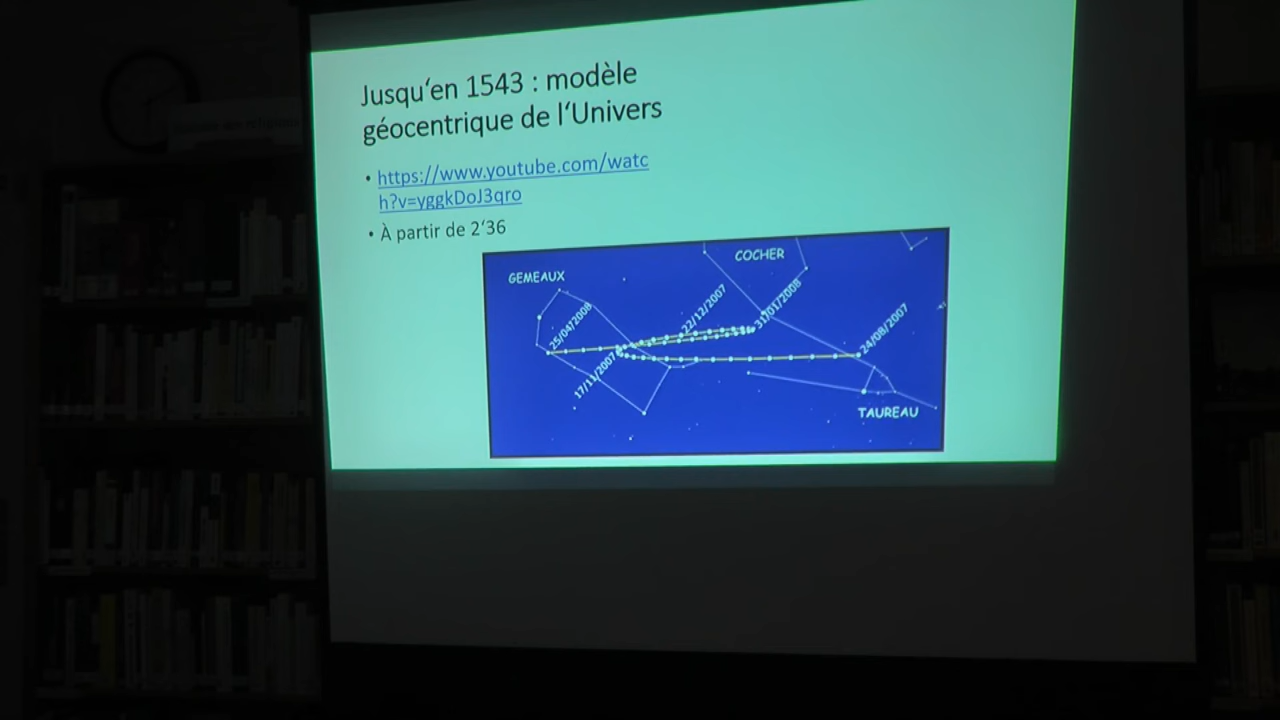 Jusqu‘en 1543 : modèle
géocentrique de l‘Univers
• https://www.youtube.com/watc
h?v=yggkDoJ3qro
• À partir de 2‘36
GEMEAUX
COCHER
25/04/2008
22/12/2007
31/01/2008
24/08/2007
17/11/2007
TAUREAU